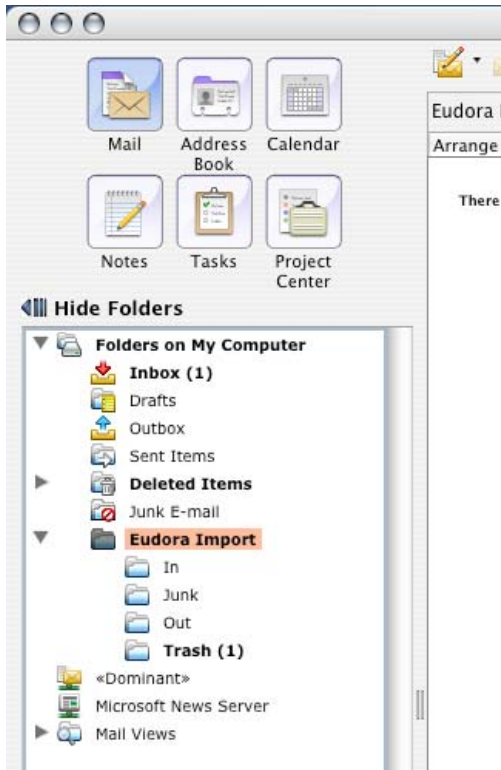 Mail
Address Book
Calendar
Notes
Tasks
Project Center
Hide Folders
Folders on My Computer
Inbox (1)
Drafts
Outbox
Sent Items
Deleted Items
Junk E-mail
Eudora Import
In
Junk
Out
Trash (1)
«Dominant»
Microsoft News Server
Mail Views
Eudora
Arrange
There